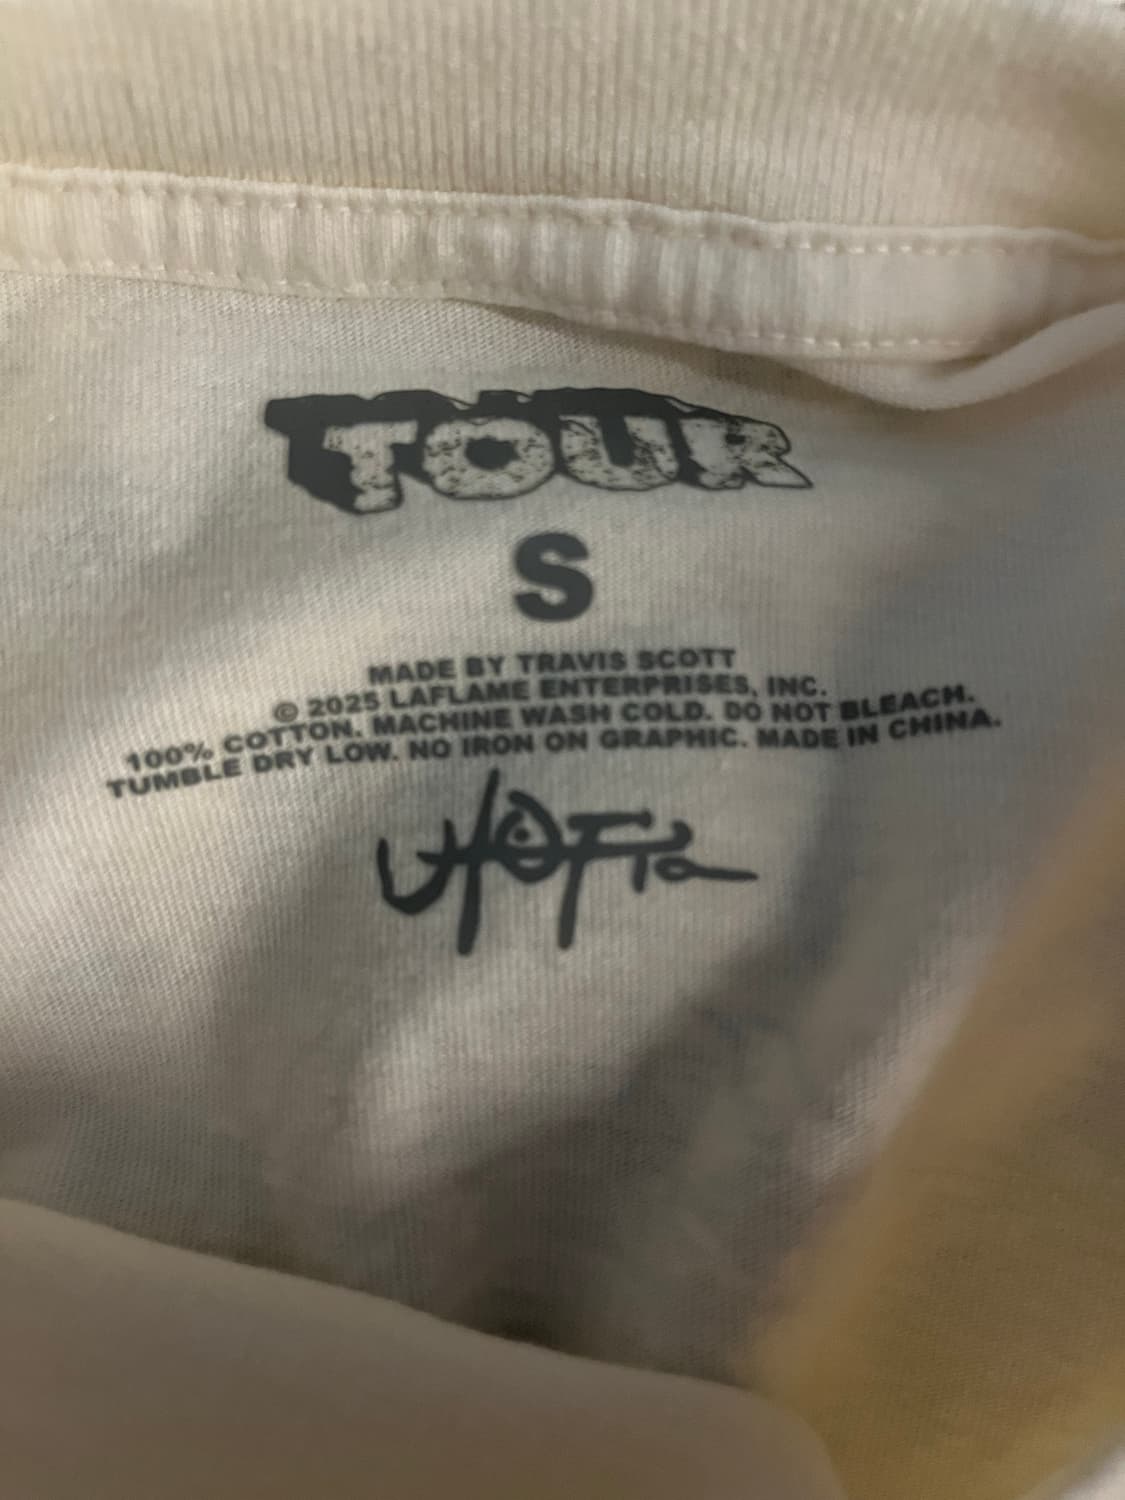 TOUR
S
MADE BY TRAVIS SCOTT
© 2025 LAFLAME ENTERPRISES, INC.
100% COTTON. MACHINE WASH COLD. DO NOT BLEACH.
TUMBLE DRY LOW. NO IRON ON GRAPHIC. MADE IN CHINA.
UTOPIA